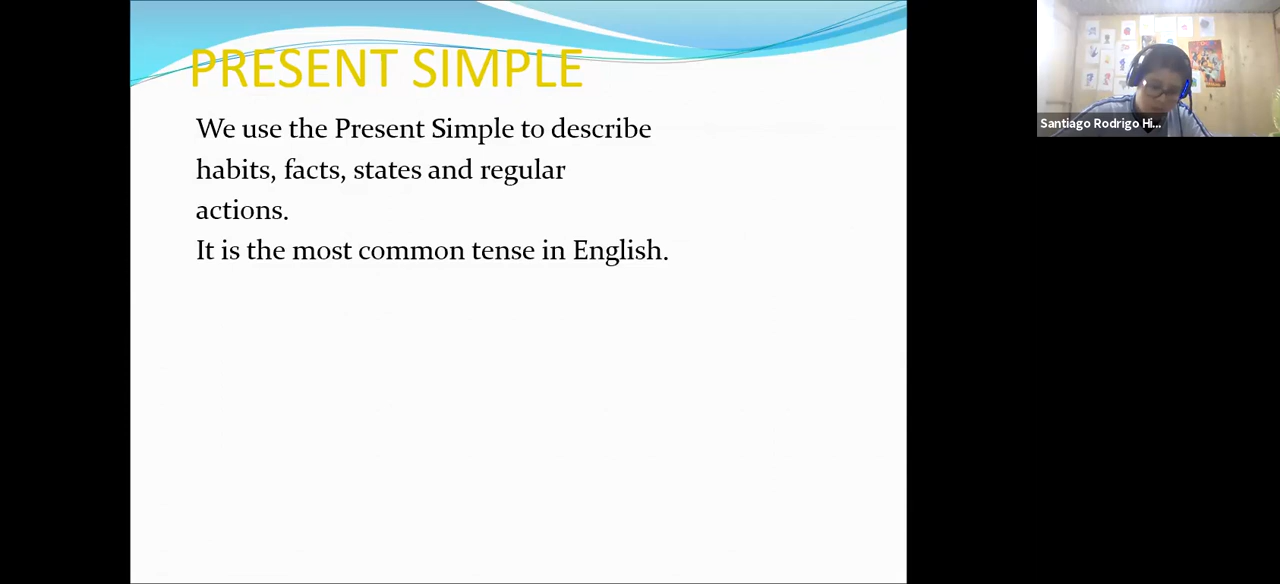 PRESENT SIMPLE
We use the Present Simple to describe
habits, facts, states and regular
actions.
It is the most common tense in English.
Santiago Rodrigo Hi...